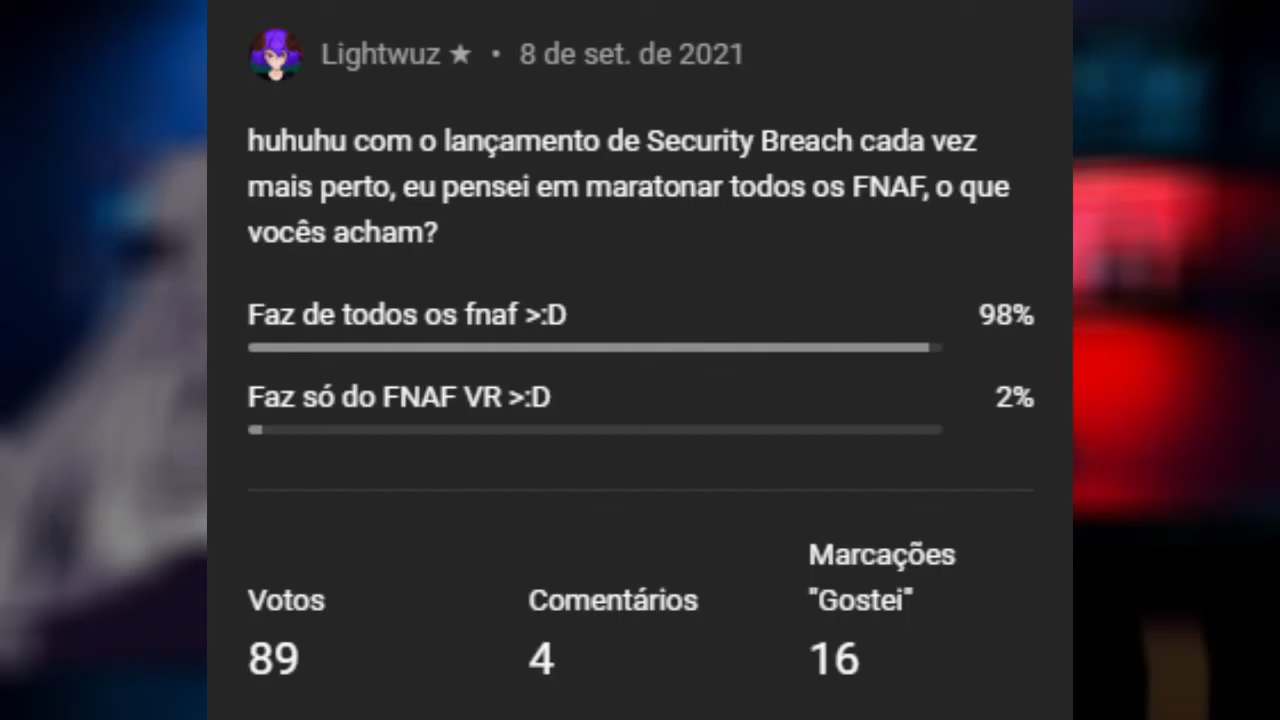 Lightwuz ★ • 8 de set. de 2021
huhuhu com o lançamento de Security Breach cada vez
mais perto, eu pensei em maratonar todos os FNAF, o que
vocês acham?
Faz de todos os fnaf >:D 98%
Faz só do FNAF VR >:D 2%
Marcações
Votos Comentários "Gostei"
89 4 16